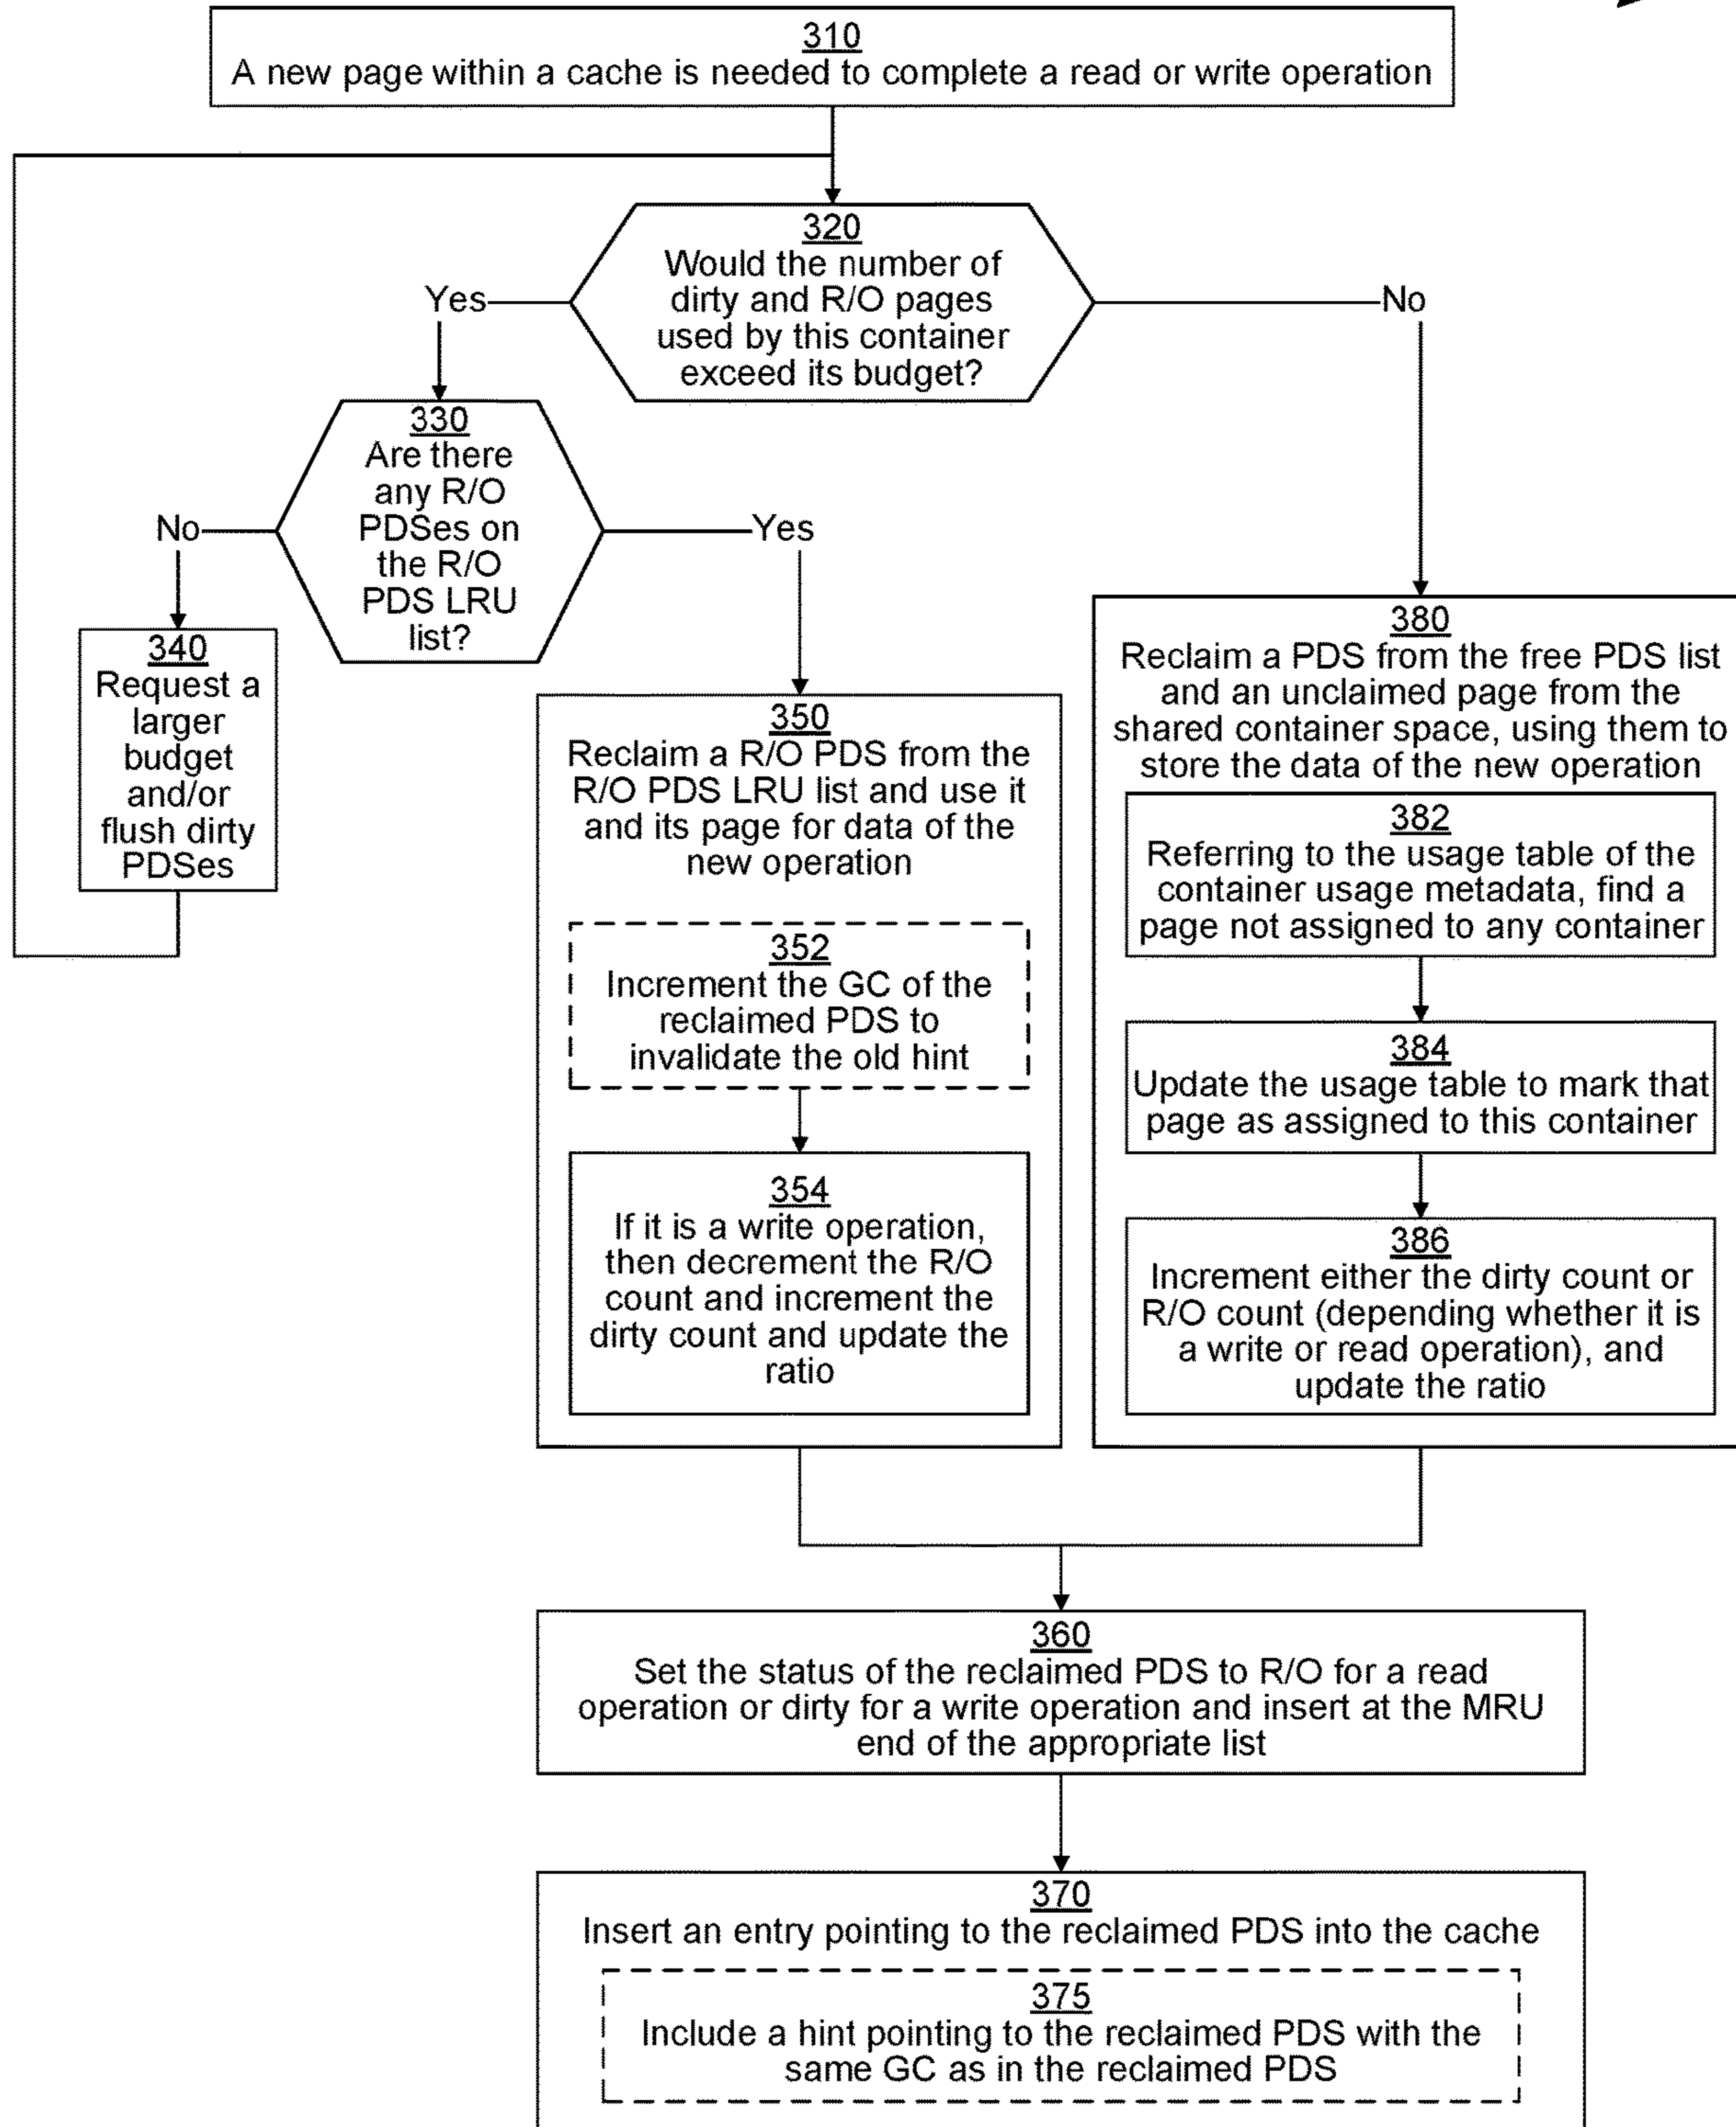 310
A new page within a cache is needed to complete a read or write operation
320
Would the number of
dirty and R/O pages
used by this container
exceed its budget?
Yes
No
330
Are there
any R/O
PDSes on
the R/O
PDS LRU
list?
No
Yes
340
Request a
larger
budget
and/or
flush dirty
PDSes
350
Reclaim a R/O PDS from the
R/O PDS LRU list and use it
and its page for data of the
new operation
352
Increment the GC of the
reclaimed PDS to
invalidate the old hint
354
If it is a write operation,
then decrement the R/O
count and increment the
dirty count and update the
ratio
380
Reclaim a PDS from the free PDS list
and an unclaimed page from the
shared container space, using them to
store the data of the new operation
382
Referring to the usage table of the
container usage metadata, find a
page not assigned to any container
384
Update the usage table to mark that
page as assigned to this container
386
Increment either the dirty count or
R/O count (depending whether it is
a write or read operation), and
update the ratio
360
Set the status of the reclaimed PDS to R/O for a read
operation or dirty for a write operation and insert at the MRU
end of the appropriate list
370
Insert an entry pointing to the reclaimed PDS into the cache
375
Include a hint pointing to the reclaimed PDS with the
same GC as in the reclaimed PDS